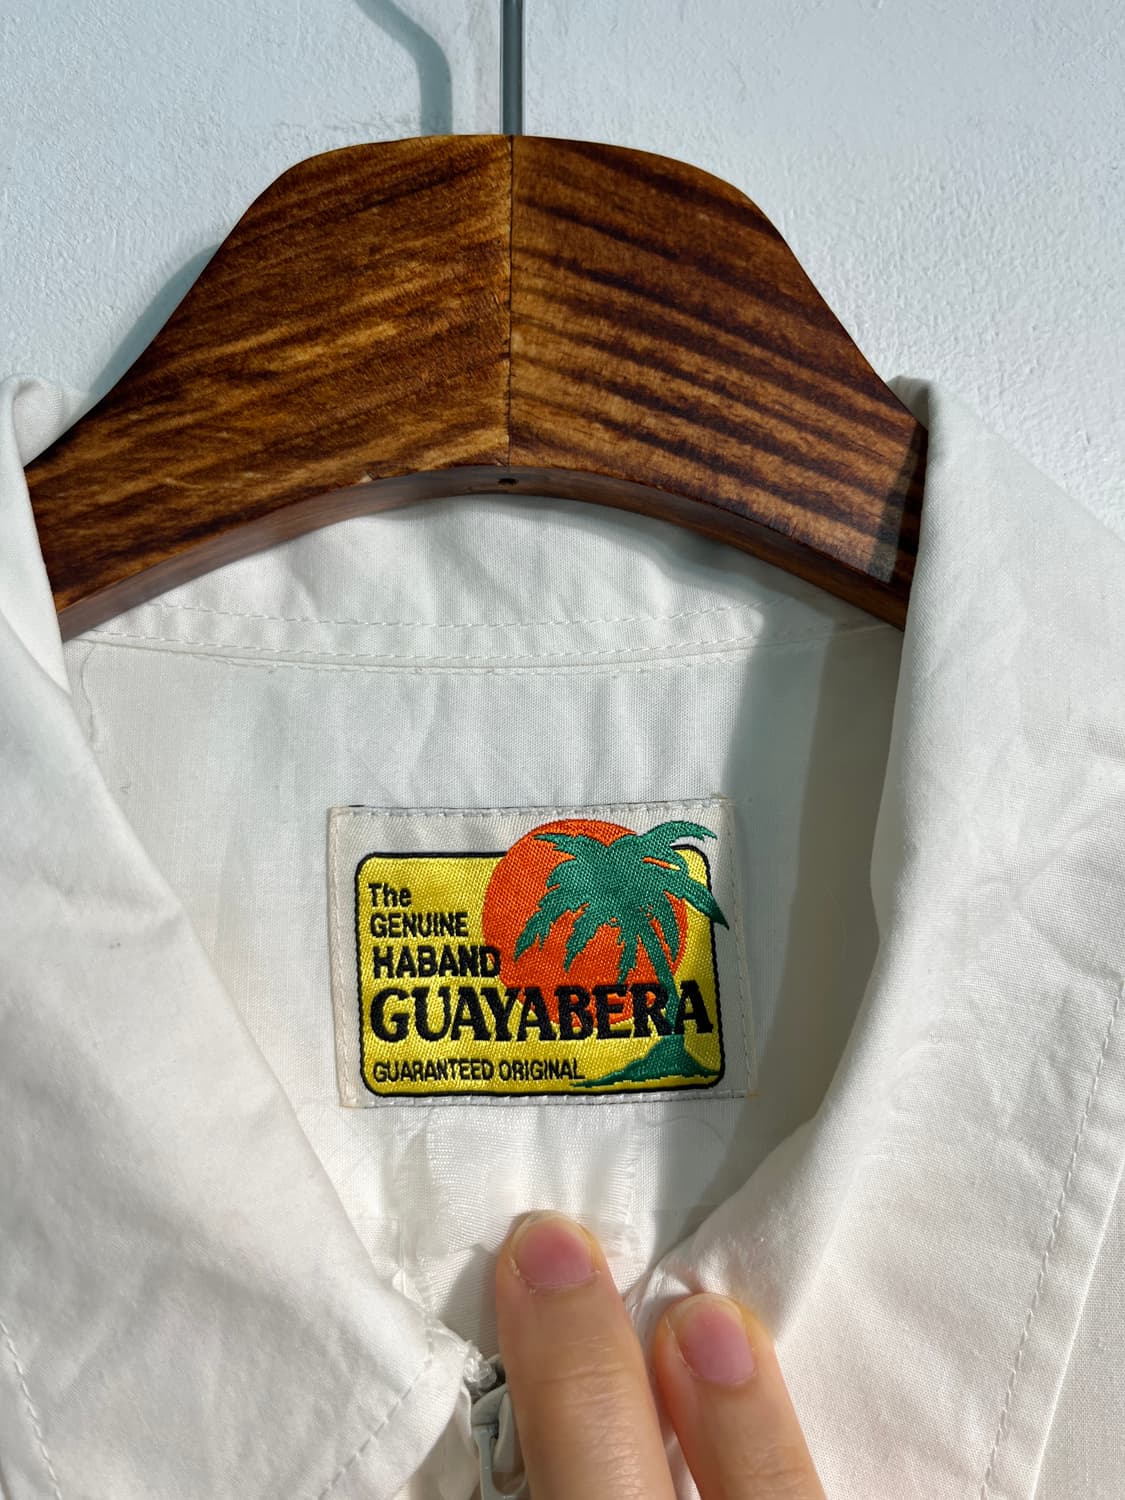 The
GENUINE
HABAND
GUAYABERA
GUARANTEED ORIGINAL